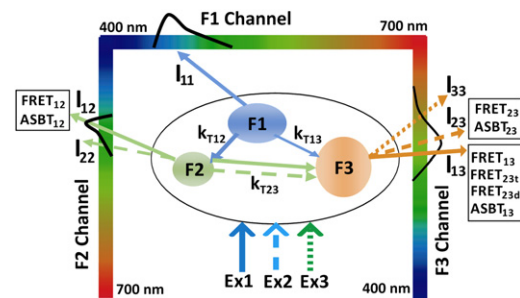 F1 Channel
400 nm
700 nm
I11
I12
FRET12
ASBT12
I22
F1
kT12
kT13
F2
F3
kT23
I33
I23
FRET23
ASBT23
I13
FRET13
FRET23t
FRET23d
ASBT13
F2 Channel
F3 Channel
700 nm
Ex1
Ex2
Ex3
400 nm